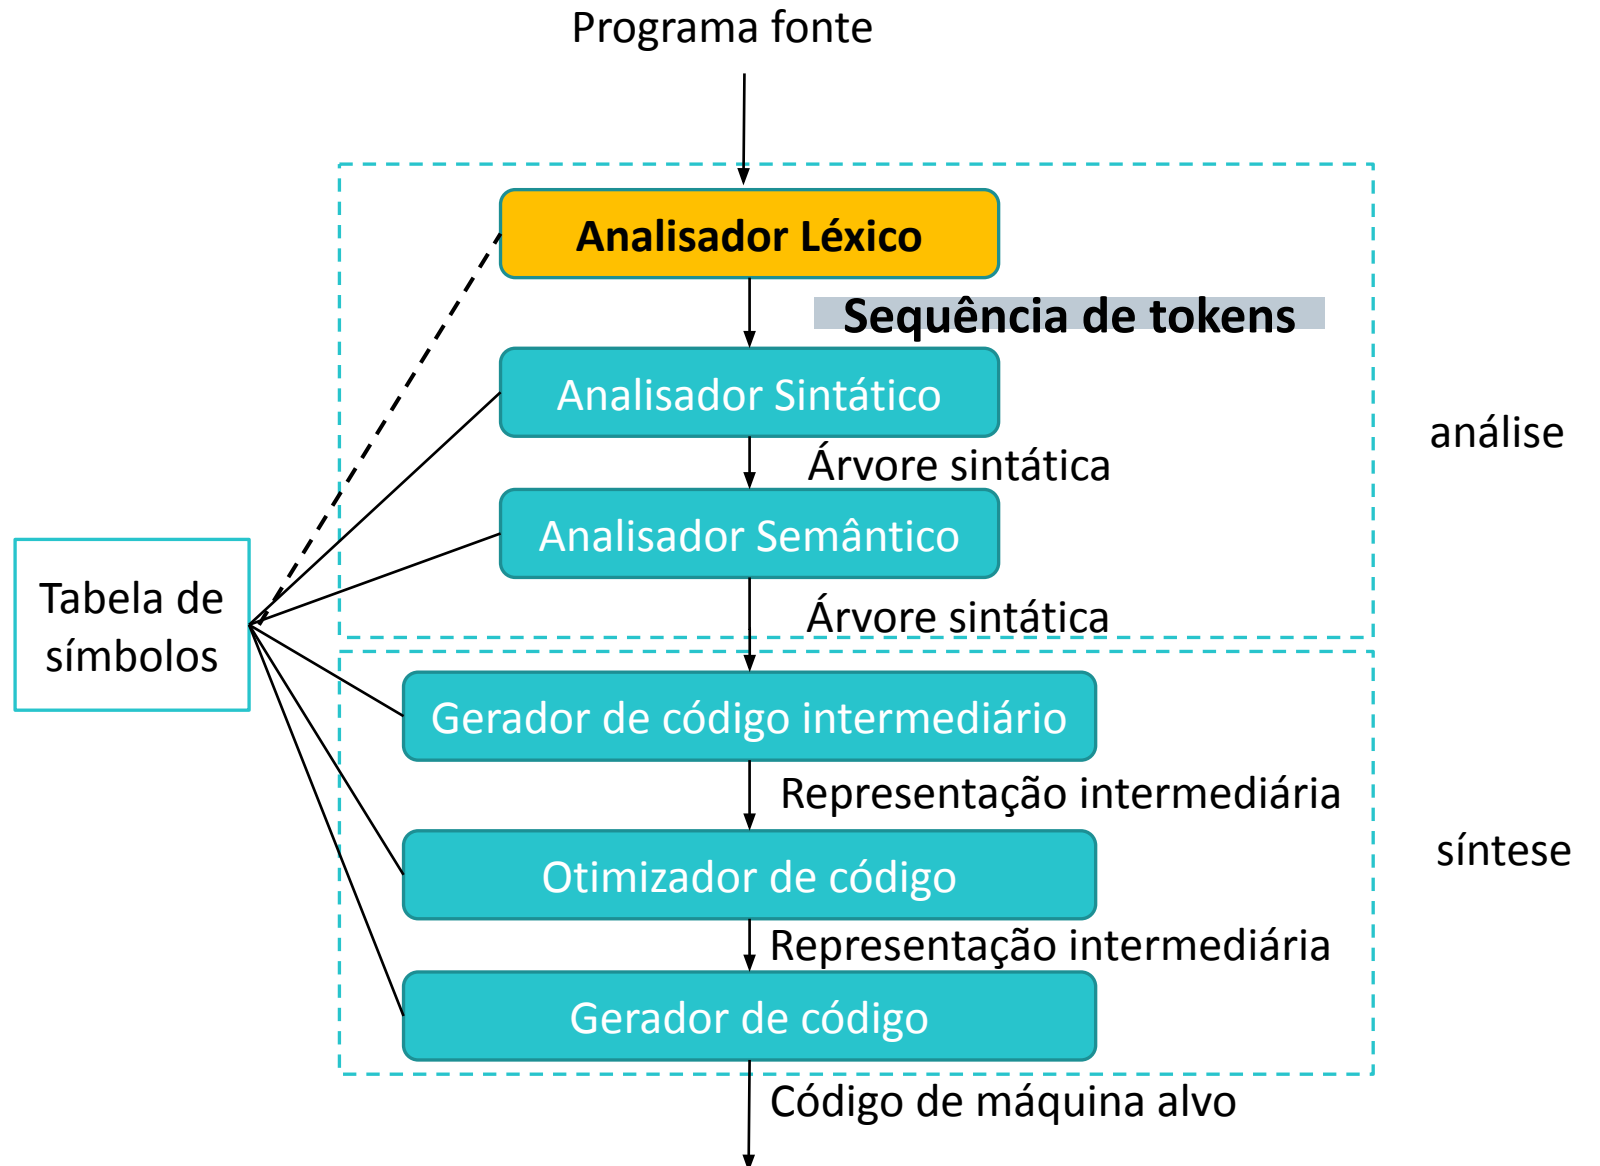 Programa fonte
Analisador Léxico
Sequência de tokens
Analisador Sintático
análise
Árvore sintática
Analisador Semântico
Tabela de
símbolos
Árvore sintática
Gerador de código intermediário
Representação intermediária
síntese
Otimizador de código
Representação intermediária
Gerador de código
Código de máquina alvo